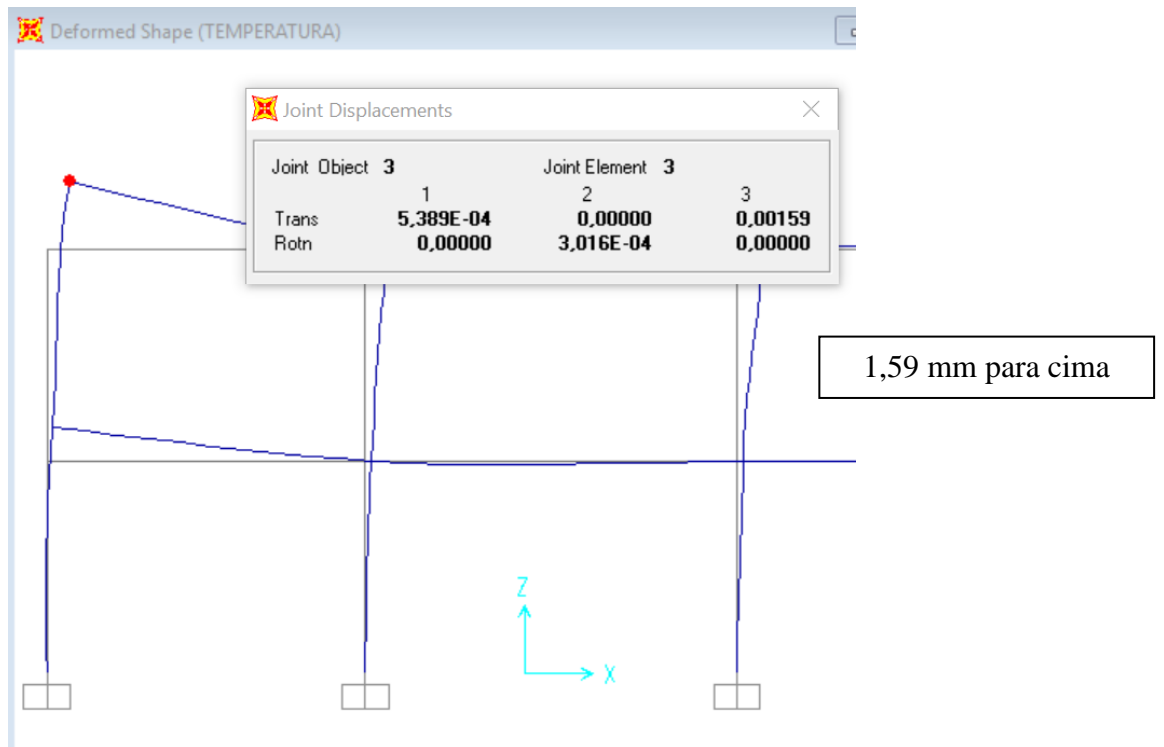 Deformed Shape (TEMPERATURA)
Joint Displacements
Joint Object 3 Joint Element 3
1 2 3
Trans 5,389E-04 0,00000 0,00159
Rotn 0,00000 3,016E-04 0,00000
1,59 mm para cima
Z
X